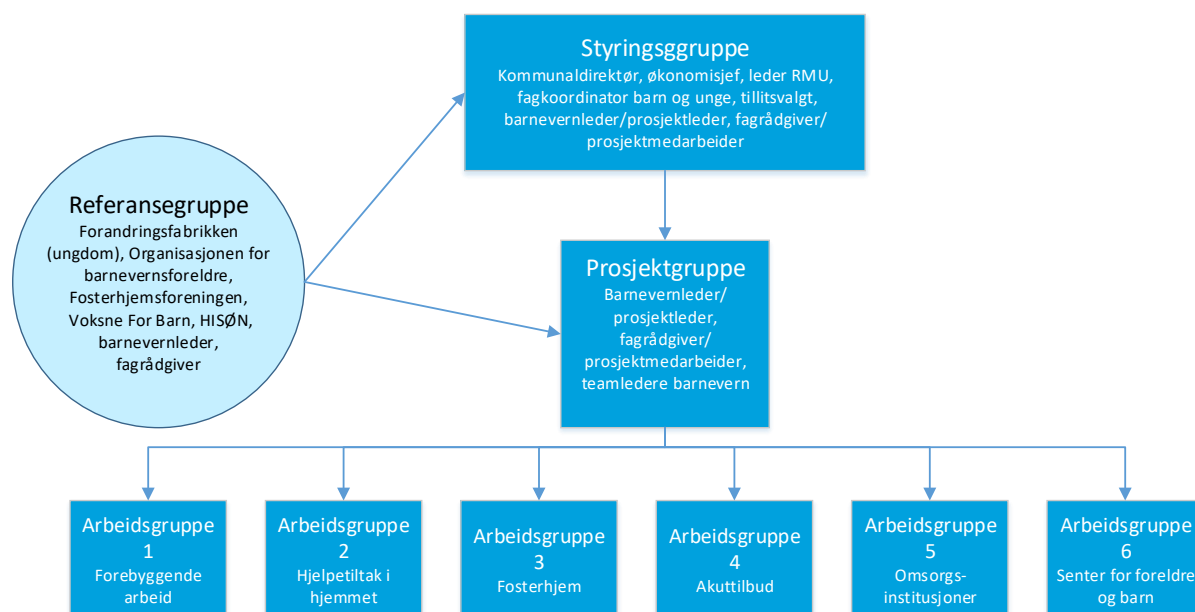 Styringsggruppe
Kommunaldirektør, økonomisjef, leder RMU,
fagkoordinator barn og unge, tillitsvalgt,
barnevernleder/prosjektleder, fagrådgiver/
prosjektmedarbeider
Referansegruppe
Forandringsfabrikken
(ungdom), Organisasjonen for
barnevernsforeldre,
Fosterhjemsforeningen,
Voksne For Barn, HISØN,
barnevernleder,
fagrådgiver
Prosjektgruppe
Barnevernleder/
prosjektleder,
fagrådgiver/
prosjektmedarbeider,
teamledere barnevern
Arbeidsgruppe
1
Forebyggende
arbeid
Arbeidsgruppe
2
Hjelpetiltak i
hjemmet
Arbeidsgruppe
3
Fosterhjem
Arbeidsgruppe
4
Akuttilbud
Arbeidsgruppe
5
Omsorgs-
institusjoner
Arbeidsgruppe
6
Senter for foreldre
og barn